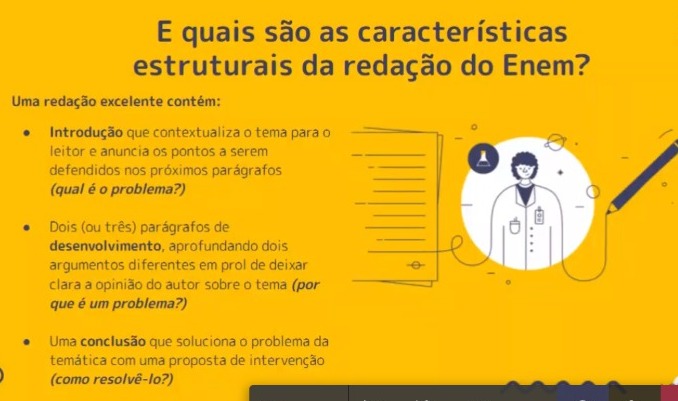 E quais são as características
estruturais da redação do Enem?
Uma redação excelente contém:
● Introdução que contextualiza o tema para o
leitor e anuncia os pontos a serem
defendidos nos próximos parágrafos
(qual é o problema?)
● Dois (ou três) parágrafos de
desenvolvimento, aprofundando dois
argumentos diferentes em prol de deixar
clara a opinião do autor sobre o tema (por
que é um problema?)
● Uma conclusão que soluciona o problema da
temática com uma proposta de intervenção
(como resolvê-lo?)